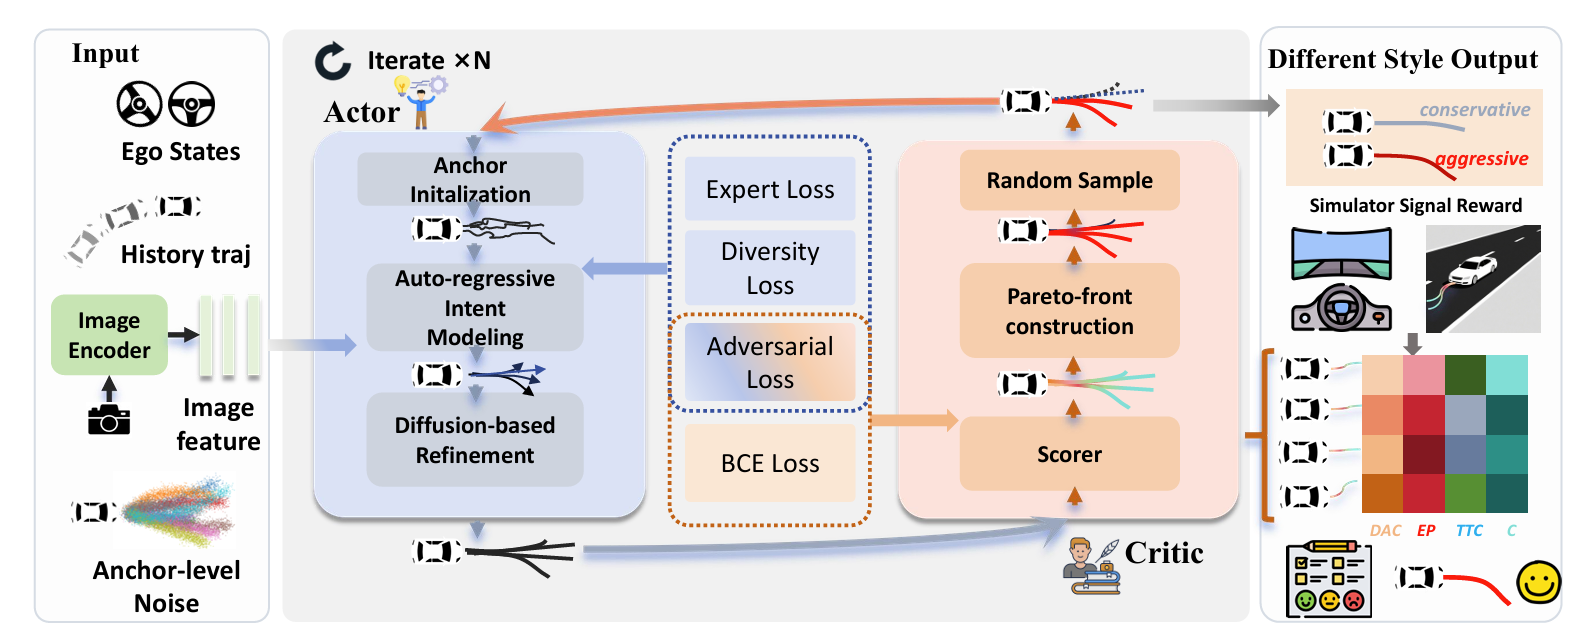 Input
Ego States
History traj
Image
Encoder
Image
feature
Anchor-level
Noise
Iterate ×N
Actor
Anchor
Initalization
Auto-regressive
Intent
Modeling
Diffusion-based
Refinement
Expert Loss
Diversity
Loss
Adversarial
Loss
BCE Loss
Random Sample
Pareto-front
construction
Scorer
Critic
Different Style Output
conservative
aggressive
Simulator Signal Reward
DAC EP TTC C